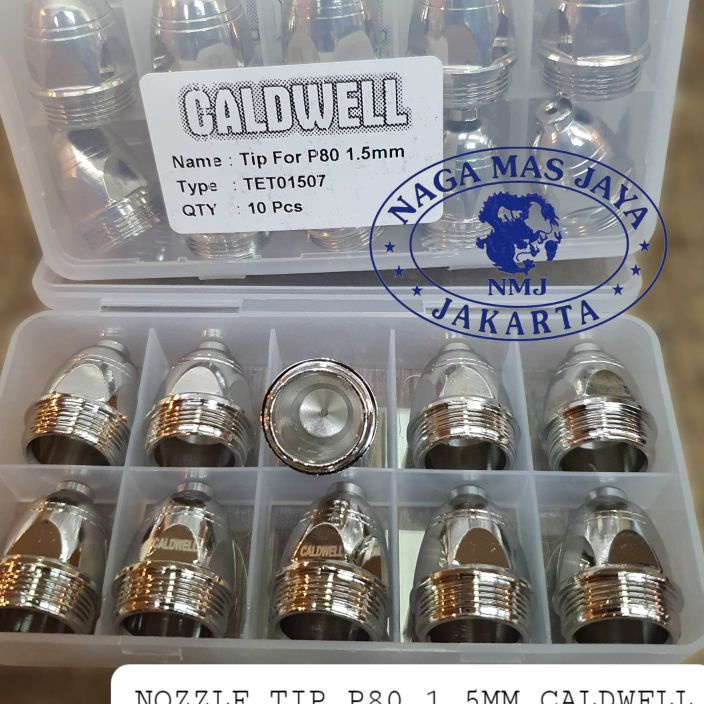 CALDWELL
Name : Tip For P80 1.5mm
Type : TET01507
QTY : 10 Pcs
NAGA MAS JAYA
NMJ
JAKARTA
CALDWELL
CALDWELL
NOZZLE TIP P80 1.5MM CALDWELL